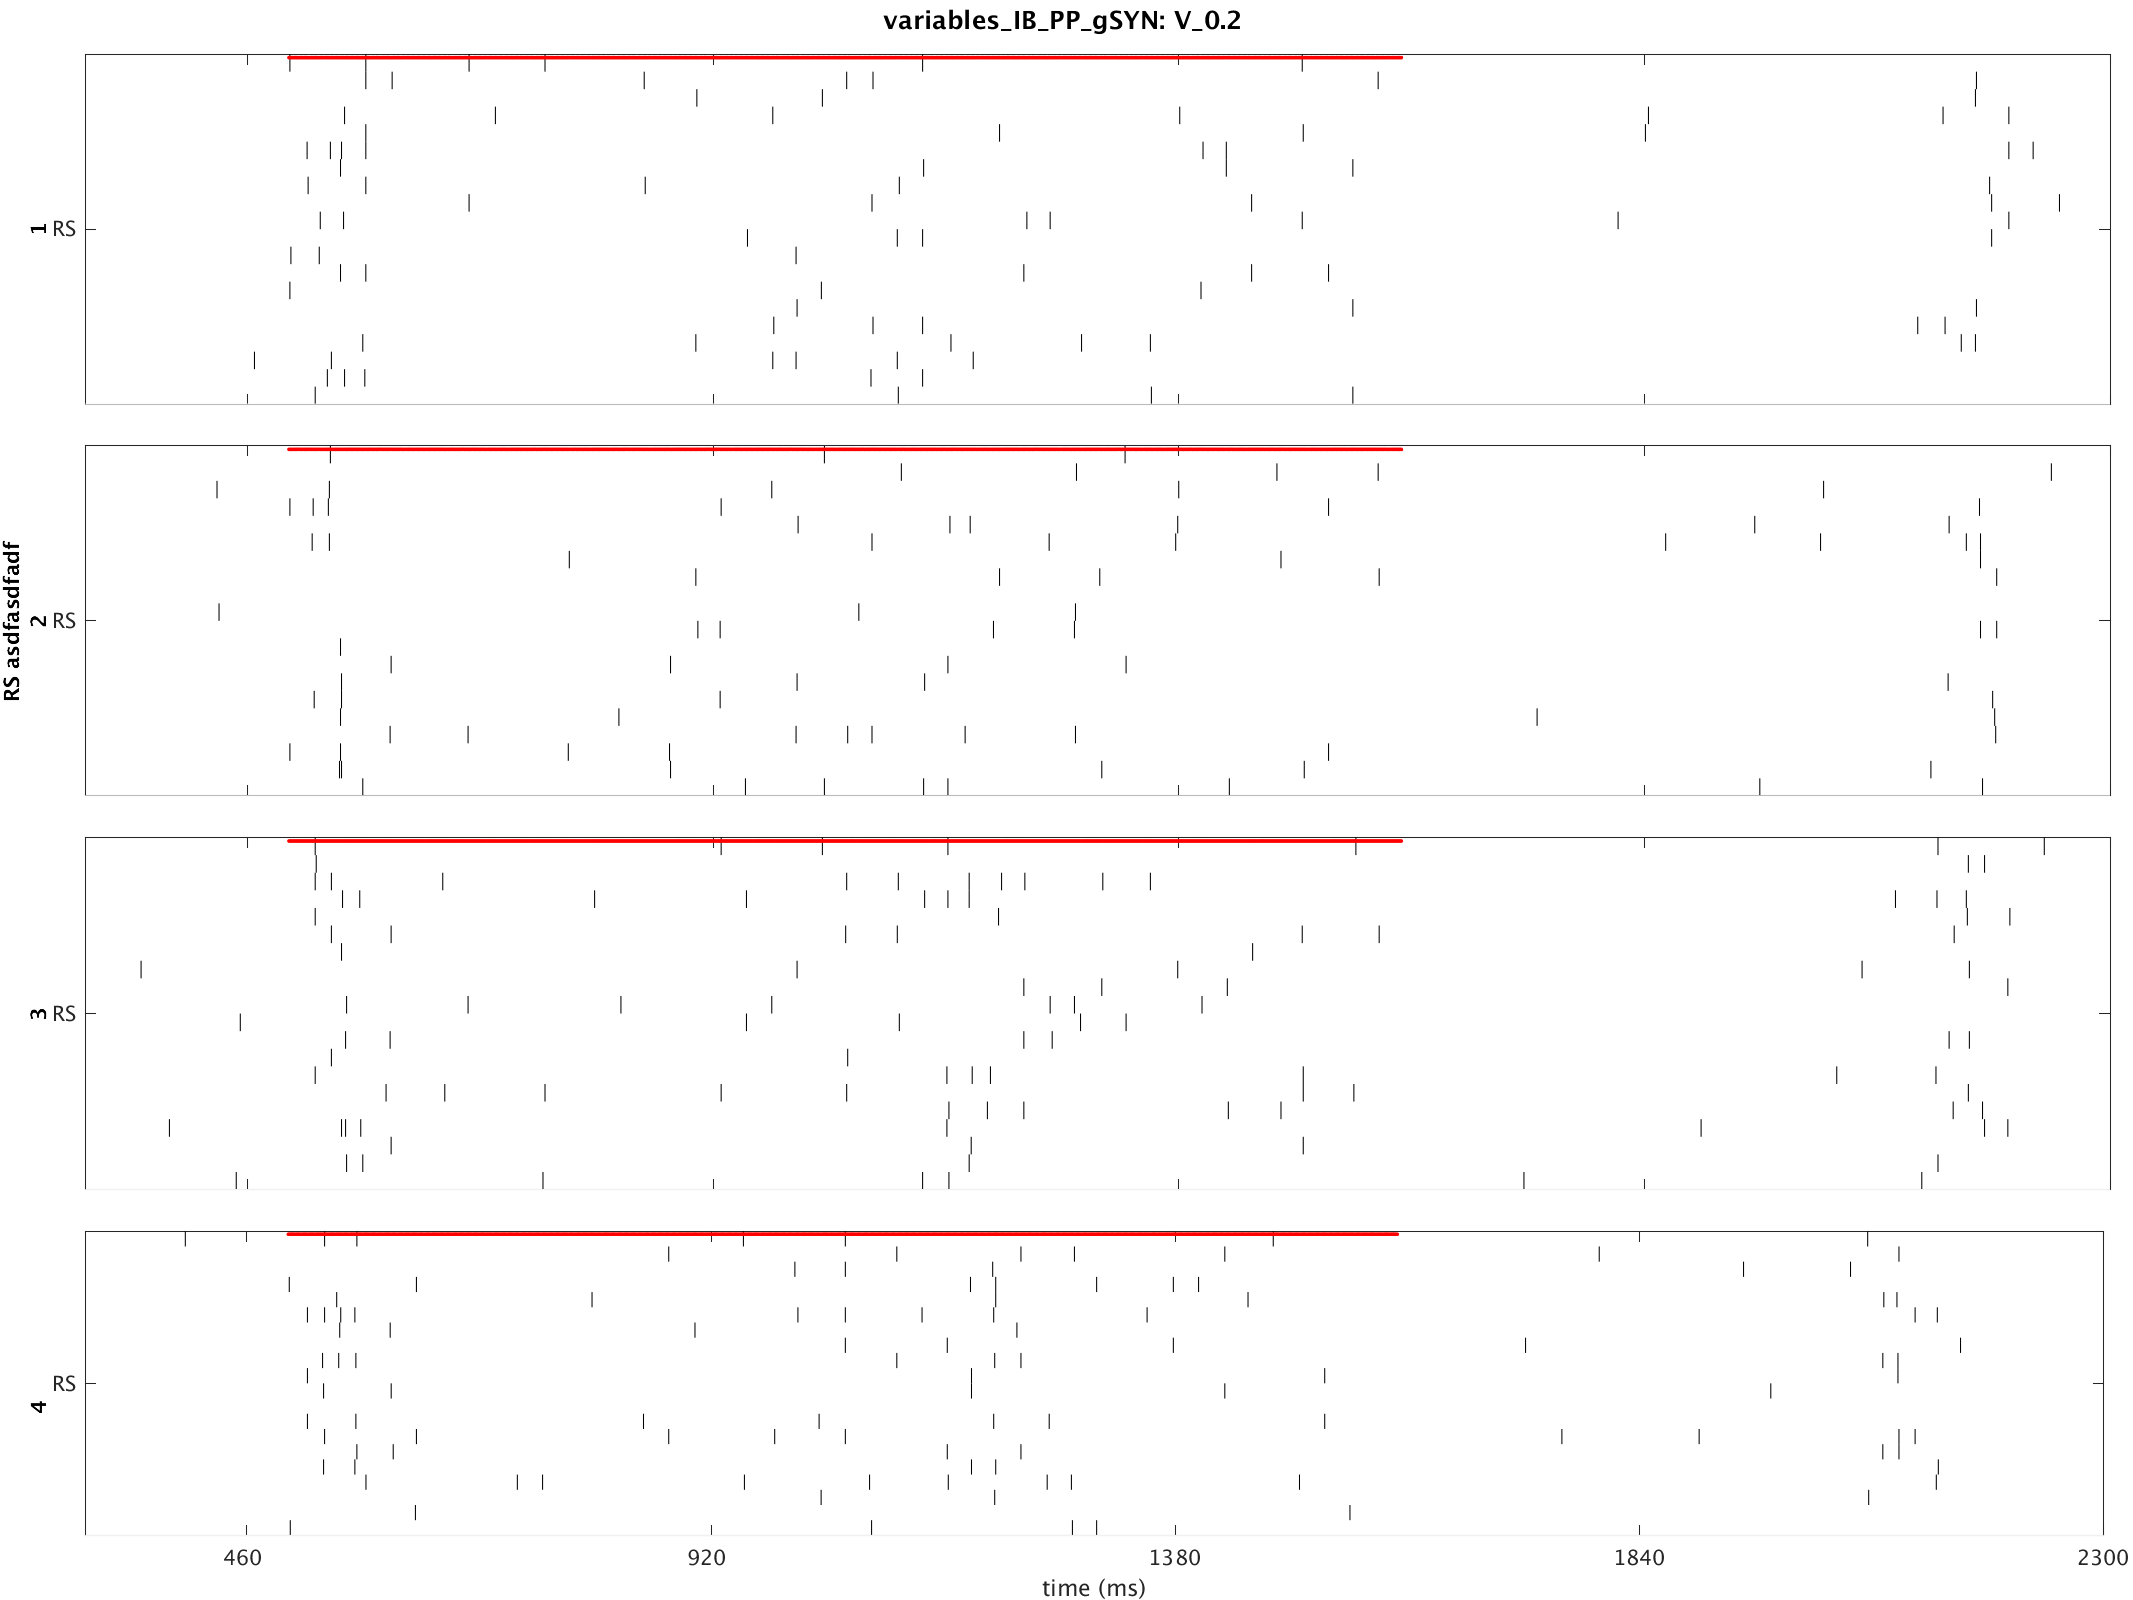 variables_IB_PP_gSYN: V_0.2
1 RS
RS asdfasdfadf
2 RS
3 RS
4 RS
460 920 1380 1840 2300
time (ms)